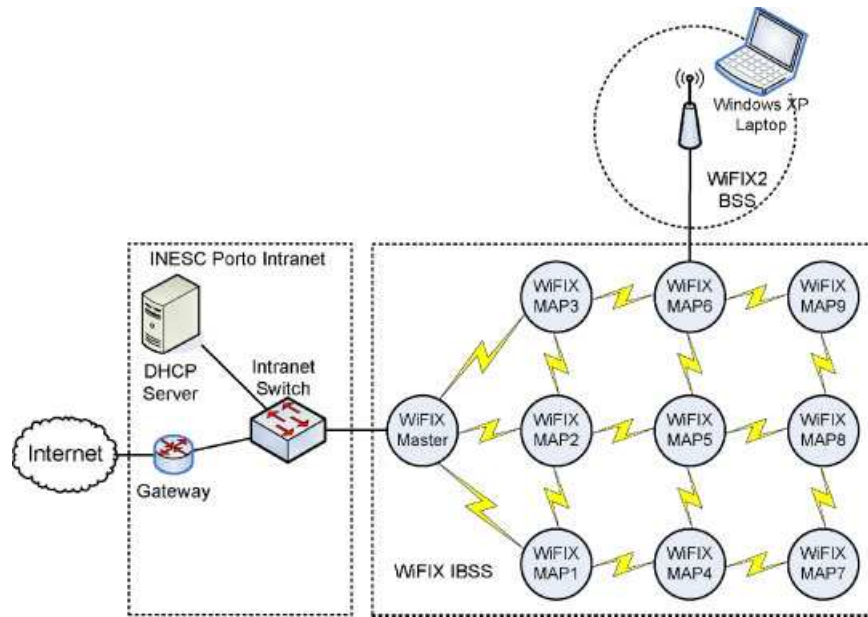 Windows XP
Laptop
WiFIX2
BSS
INESC Porto Intranet
DHCP
Server
Intranet
Switch
Internet
Gateway
WiFIX
Master
WiFIX
MAP3
WiFIX
MAP6
WiFIX
MAP9
WiFIX
MAP2
WiFIX
MAP5
WiFIX
MAP8
WiFIX
MAP1
WiFIX
MAP4
WiFIX
MAP7
WiFIX IBSS